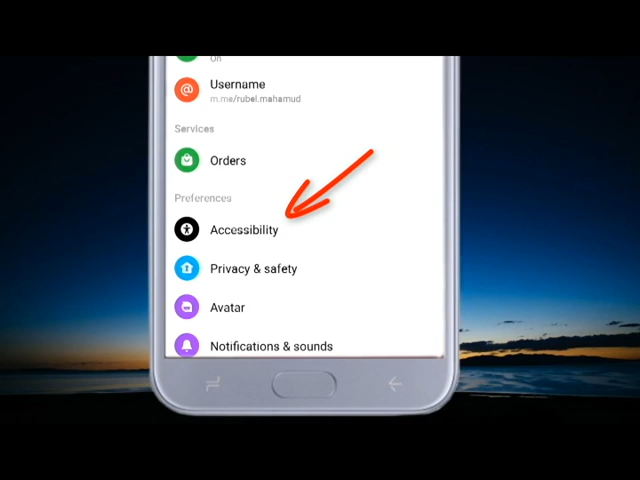 On
Username
m.me/rubel.mahamud
Services
Orders
Preferences
Accessibility
Privacy & safety
Avatar
Notifications & sounds